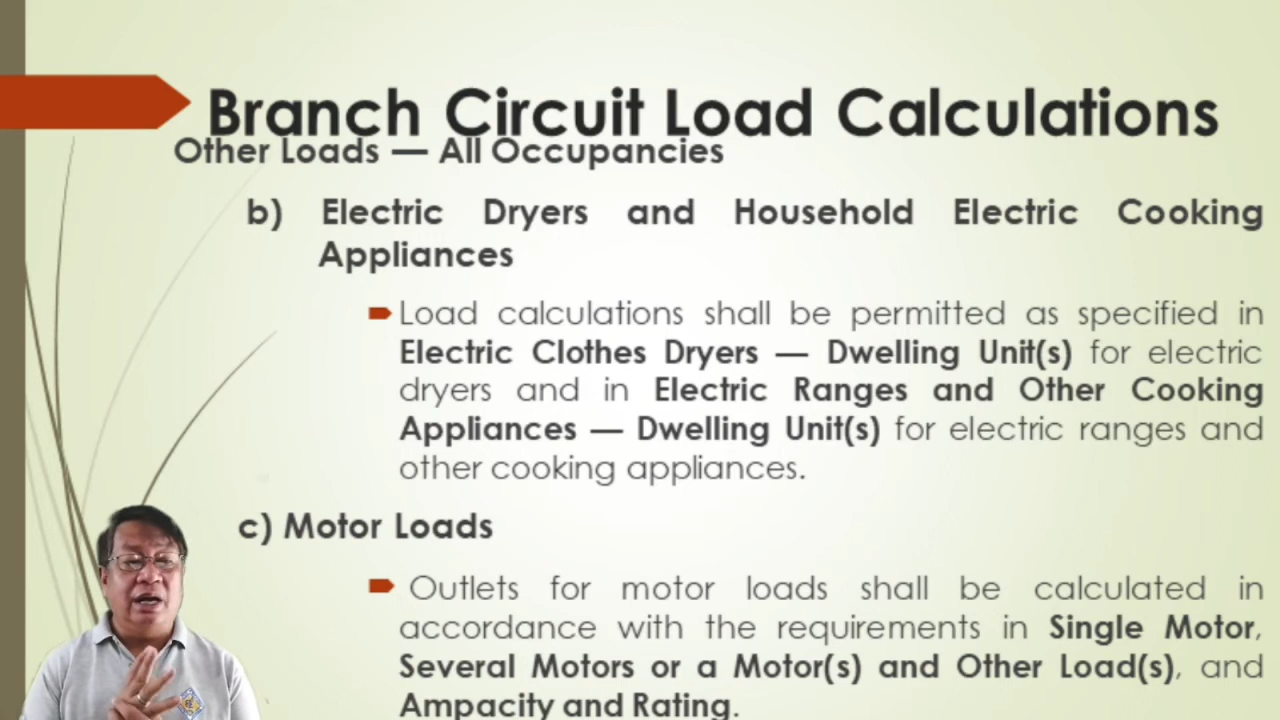 Branch Circuit Load Calculations
Other Loads — All Occupancies
b) Electric Dryers and Household Electric Cooking
Appliances
Load calculations shall be permitted as specified in
Electric Clothes Dryers — Dwelling Unit(s) for electric
dryers and in Electric Ranges and Other Cooking
Appliances — Dwelling Unit(s) for electric ranges and
other cooking appliances.
c) Motor Loads
Outlets for motor loads shall be calculated in
accordance with the requirements in Single Motor,
Several Motors or a Motor(s) and Other Load(s), and
Ampacity and Rating.